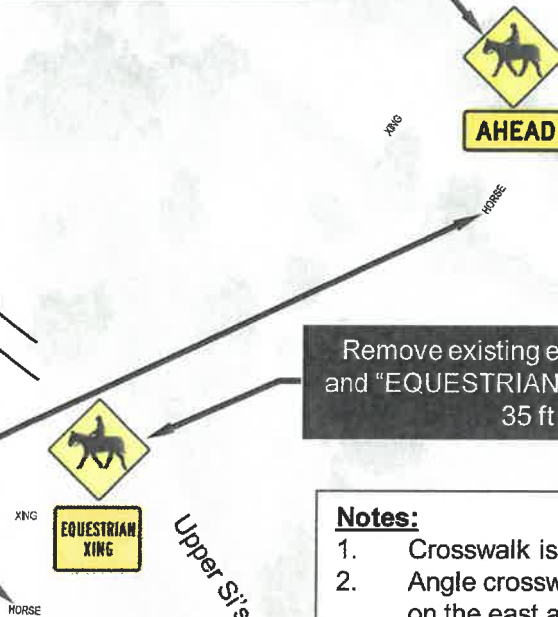 XING
AHEAD
HORSE
Remove existing e
and "EQUESTRIAN
35 ft
XING
EQUESTRIAN
XING
Upper Si's
HORSE
Notes:
1. Crosswalk is
2. Angle crossw
on the east a